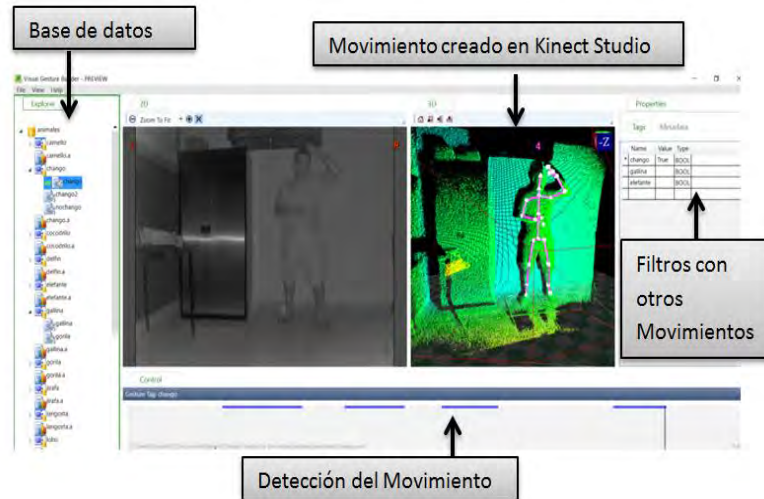 Base de datos
Movimiento creado en Kinect Studio
Visual Gesture Builder - PREVIEW
File View Help
Explorer
2D
3D
Properties
Zoom To Fit
Tags Metadata
animales
camello
camello.a
chango
chango
chango2
nochango
chango.a
cocodrilo
cocodrilo.a
delfin
delfin.a
elefante
elefante.a
gallina
gallina
gorila
gallina.a
gorila
gorila.a
jirafa
jirafa.a
langosta
langosta.a
lobo
4
-Z
Name Value Type
chango True BOOL
gallina BOOL
elefante BOOL
Filtros con
otros
Movimientos
Control
Gesture Tag: chango
Detección del Movimiento